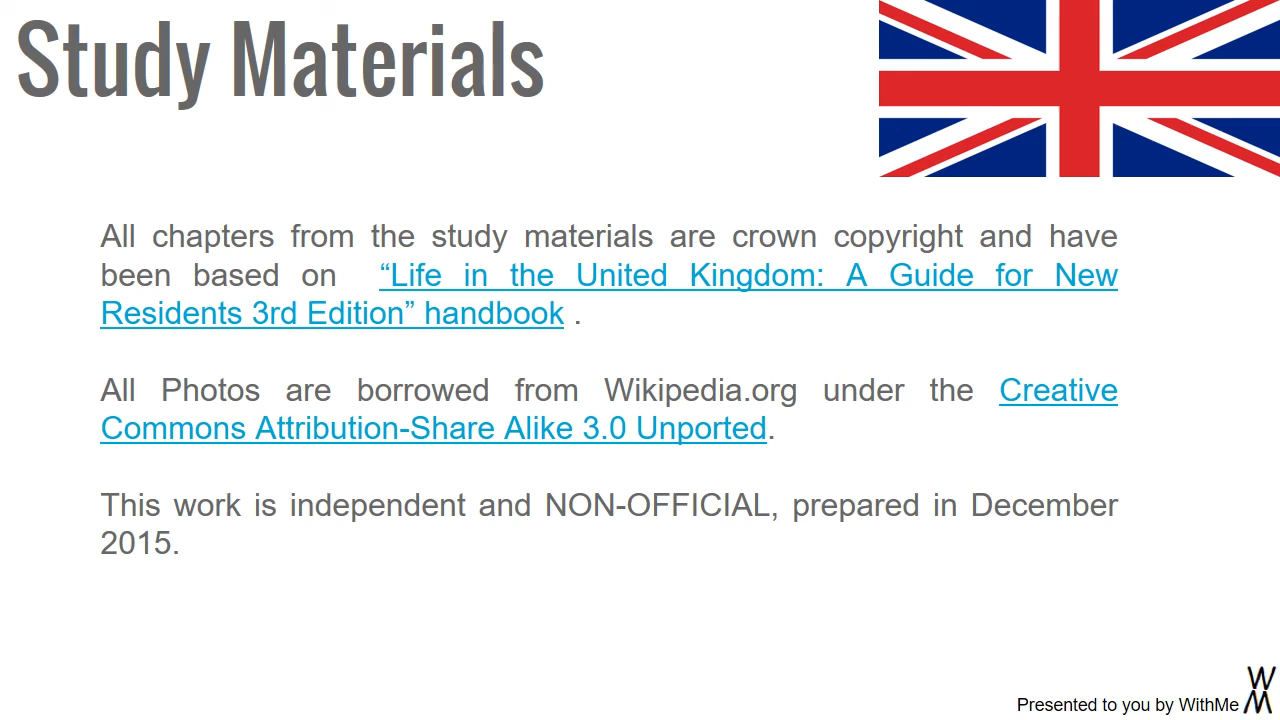 Study Materials
All chapters from the study materials are crown copyright and have
been based on “Life in the United Kingdom: A Guide for New
Residents 3rd Edition” handbook .
All Photos are borrowed from Wikipedia.org under the Creative
Commons Attribution-Share Alike 3.0 Unported.
This work is independent and NON-OFFICIAL, prepared in December
2015.
Presented to you by WithMe
W
M